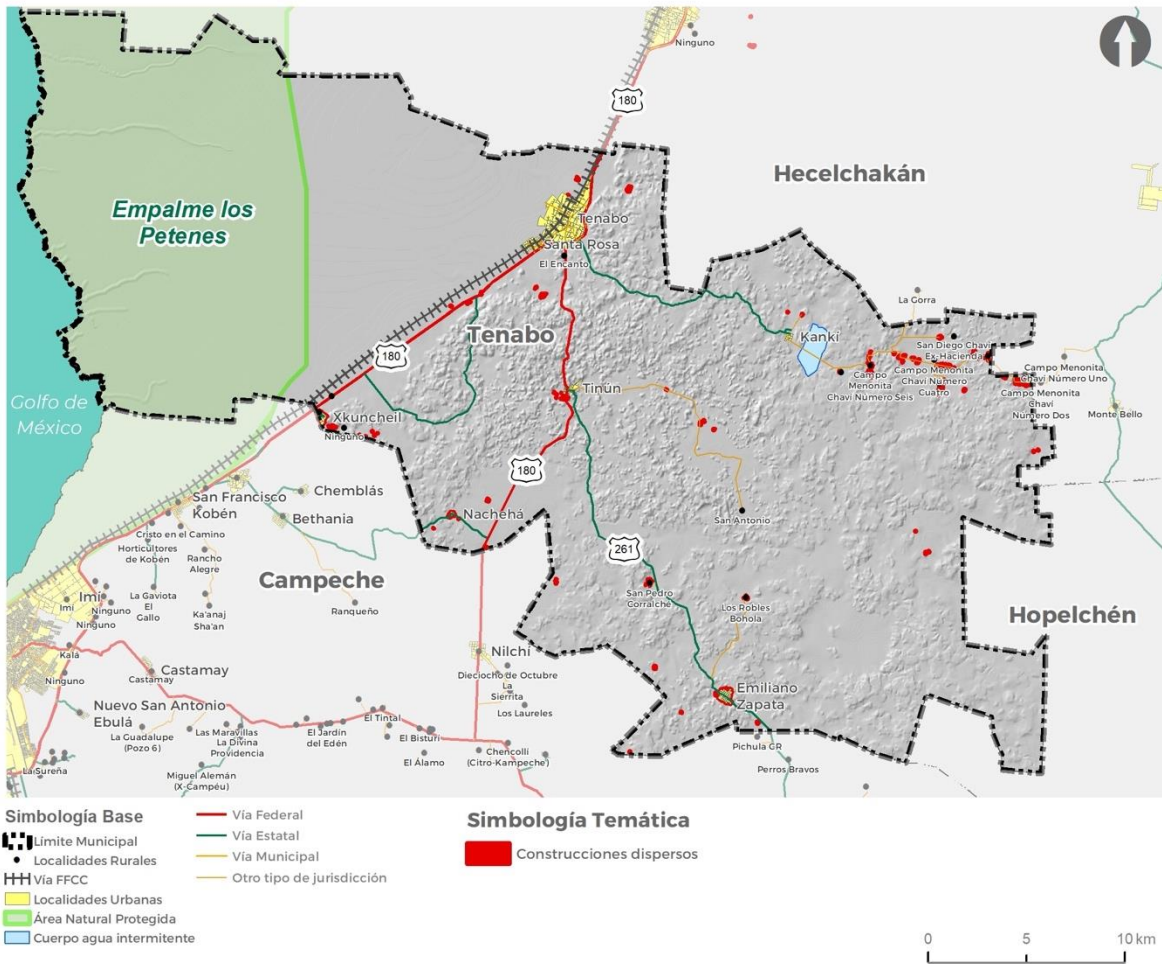 Ninguno
180
Hecelchakán
Empalme los
Petenes
Tenabo
Santa Rosa
El Encanto
La Gorra
Tenabo
Kankí
San Diego Chavi
Ex-Hacienda
180
Campo
Menonita
Chaví Número Seis
Campo Menonita
Chaví Número
Cuatro
Campo Menonita
Chaví Número Uno
Campo Menonita
Chaví
Número Dos
Monte Bello
Golfo de
México
Tinún
Xkuncheil
Ninguno
180
San Francisco
Kobén
Chemblás
Bethania
Nachehá
San Antonio
Cristo en el Camino
Horticultores
de Kobén
Rancho
Alegre
261
Campeche
Imí
Imí
Ninguno
Ninguno
La Gaviota
El
Gallo
Ka'anaj
Sha'an
Ranqueño
San Pedro
Corralché
Los Robles
Bohola
Hopelchén
Kalá
Ninguno
Castamay
Castamay
Nilchí
Dieciocho de Octubre
La
Sierrita
Los Laureles
Emiliano
Zapata
Nuevo San Antonio
Ebulá
La Guadalupe
(Pozo 6)
Las Maravillas
La Divina
Providencia
El Jardín
del Edén
El Tintal
El Bisturí
El Álamo
Chencollí
(Citro-Kampeche)
Pichula GR
Perros Bravos
La Sureña
Miguel Alemán
(X-Campéu)
Simbología Base
Límite Municipal
Localidades Rurales
Vía FFCC
Localidades Urbanas
Área Natural Protegida
Cuerpo agua intermitente
Vía Federal
Vía Estatal
Vía Municipal
Otro tipo de jurisdicción
Simbología Temática
Construcciones dispersos
0 5 10 km